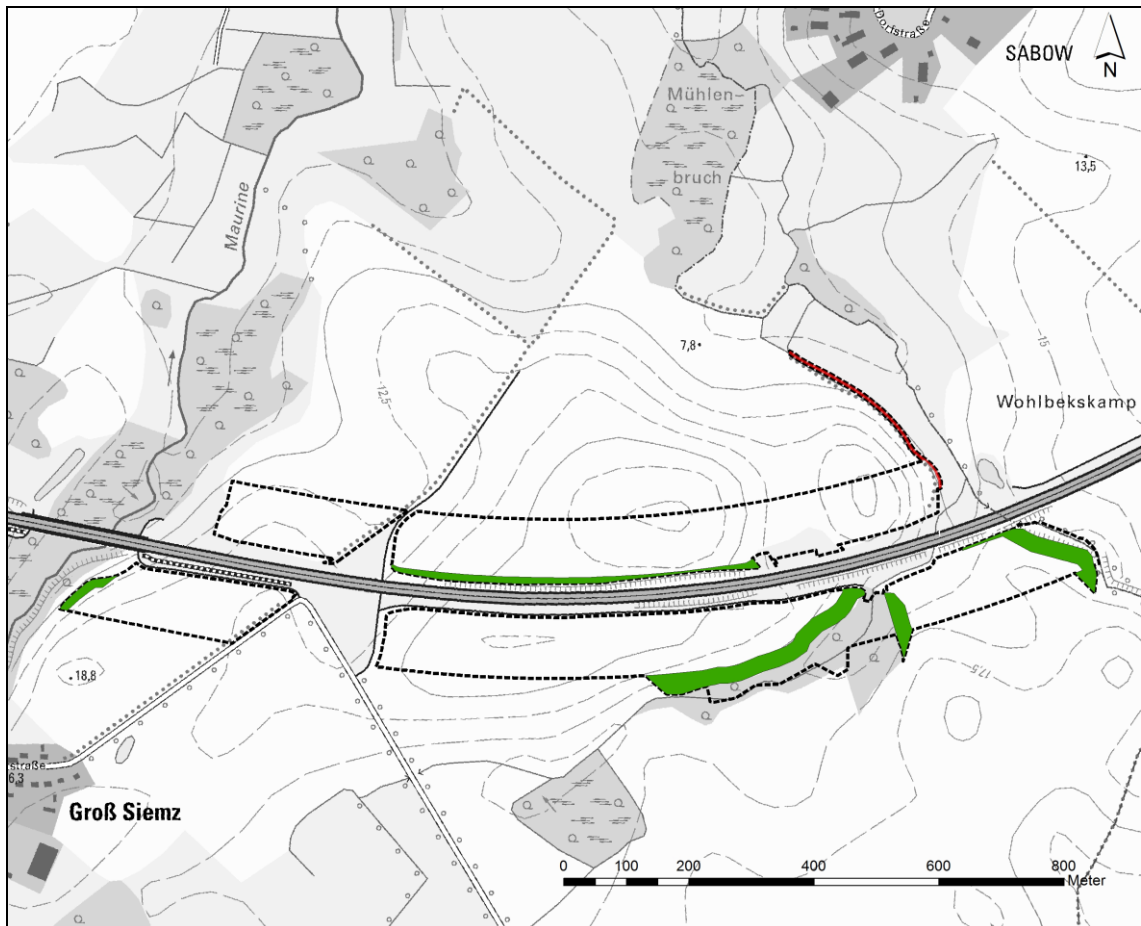 Dorfstraße
SABOW
N
Mühlen-
bruch
13,5
Maurine
7,8
15
12,5
Wohlbekskamp
18,8
17,5
straße
6,3
Groß Siemz
0 100 200 400 600 800
Meter